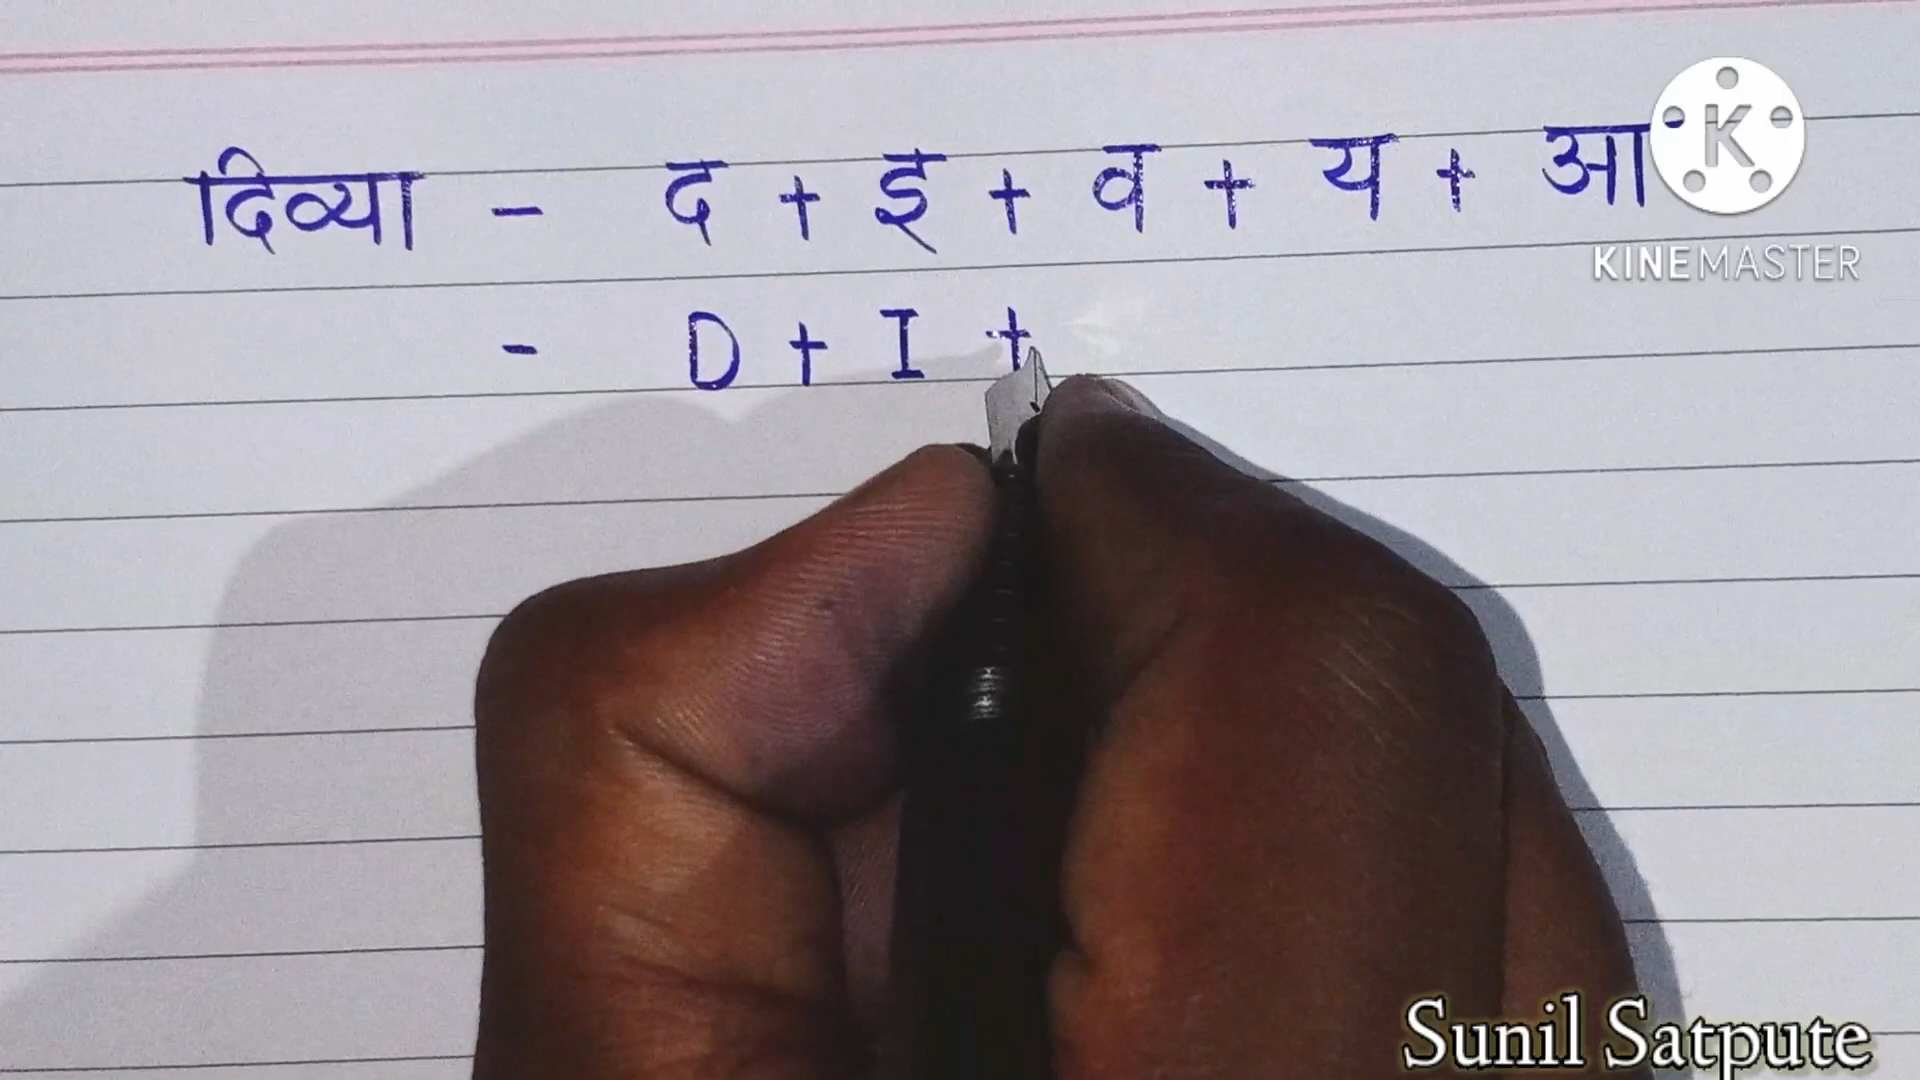 दिव्या - द + इ + व + य + आ
- D + I +
KINEMASTER
Sunil Satpute